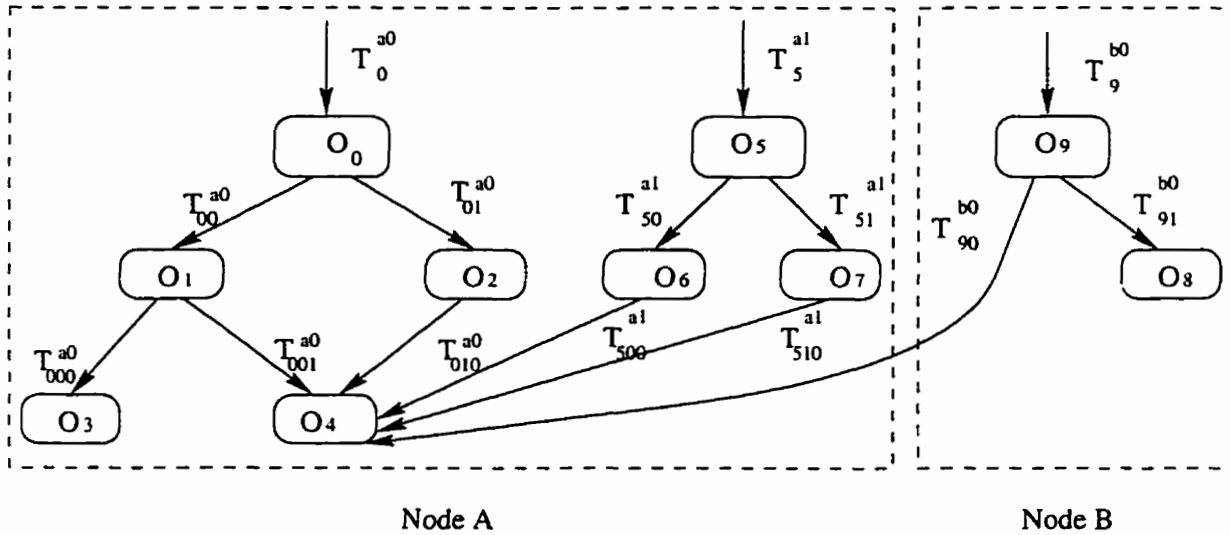 T_0^a0
T_5^a1
T_9^b0
O_0
O5
O9
T_00^a0
T_01^a0
T_50^a1
T_51^a1
T_90^b0
T_91^b0
O1
O2
O6
O7
O8
T_000^a0
T_001^a0
T_010^a0
T_500^a1
T_510^a1
O3
O4
Node A
Node B